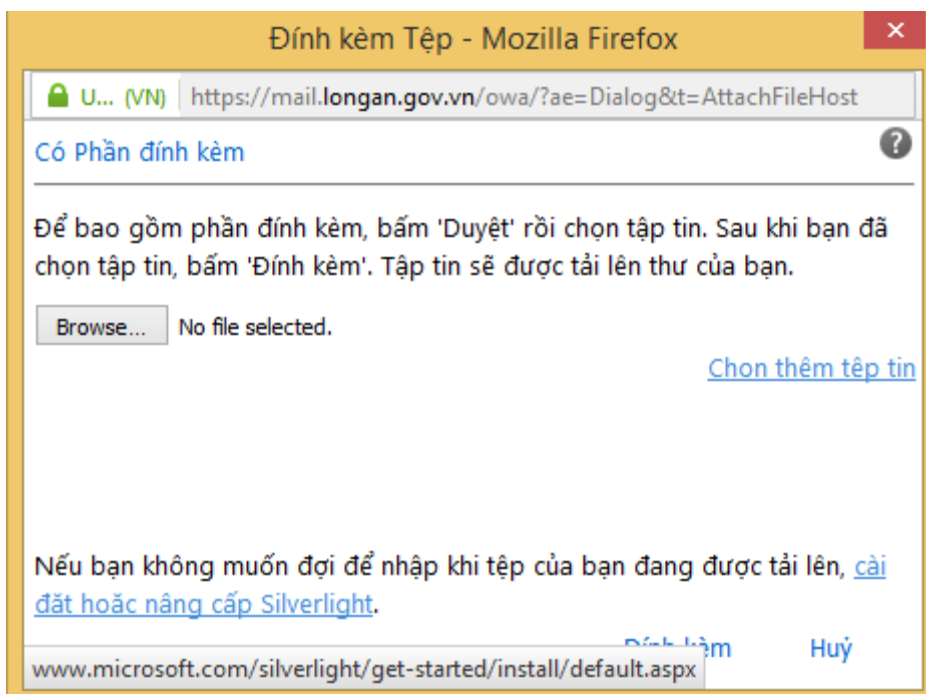 Đính kèm Tệp - Mozilla Firefox
U... (VN) https://mail.longan.gov.vn/owa/?ae=Dialog&t=AttachFileHost
Có Phần đính kèm
Để bao gồm phần đính kèm, bấm 'Duyệt' rồi chọn tập tin. Sau khi bạn đã
chọn tập tin, bấm 'Đính kèm'. Tập tin sẽ được tải lên thư của bạn.
Browse... No file selected.
Chọn thêm tệp tin
Nếu bạn không muốn đợi để nhập khi tệp của bạn đang được tải lên, cài
đặt hoặc nâng cấp Silverlight.
Đính kèm Huỷ
www.microsoft.com/silverlight/get-started/install/default.aspx